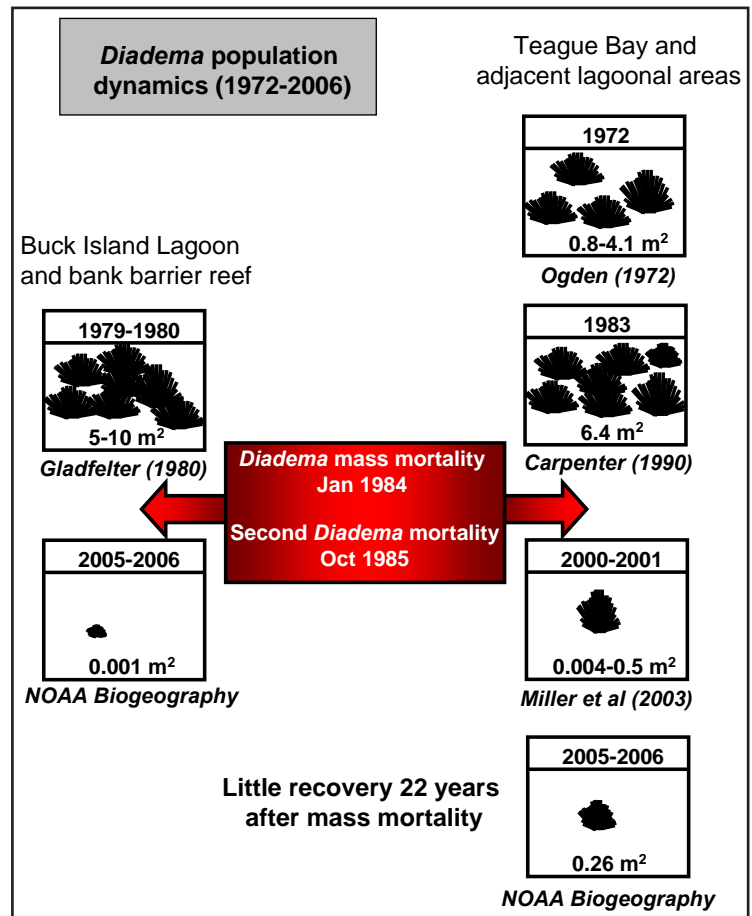 Diadema population
dynamics (1972-2006)
Teague Bay and
adjacent lagoonal areas
1972
0.8-4.1 m²
Ogden (1972)
Buck Island Lagoon
and bank barrier reef
1979-1980
5-10 m²
Gladfelter (1980)
1983
6.4 m²
Carpenter (1990)
Diadema mass mortality
Jan 1984
Second Diadema mortality
Oct 1985
2005-2006
0.001 m²
NOAA Biogeography
2000-2001
0.004-0.5 m²
Miller et al (2003)
Little recovery 22 years
after mass mortality
2005-2006
0.26 m²
NOAA Biogeography